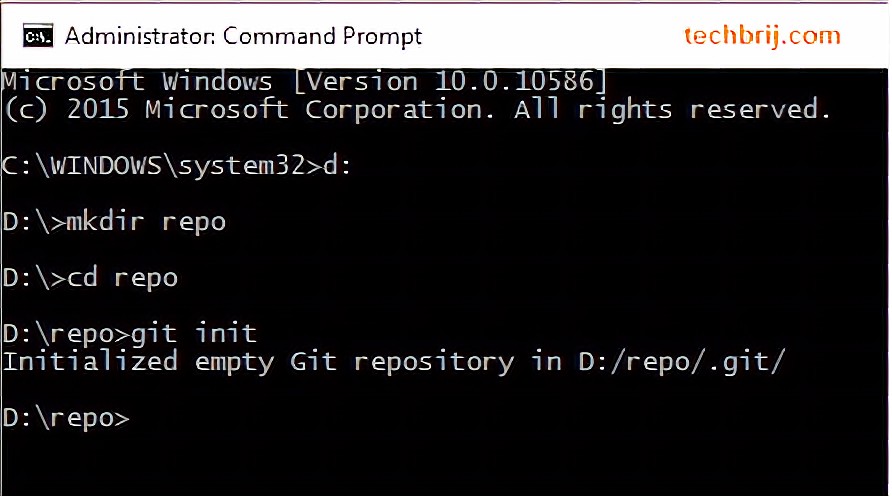 Administrator: Command Prompt
techbrij.com
Microsoft Windows [Version 10.0.10586]
(c) 2015 Microsoft Corporation. All rights reserved.
C:\WINDOWS\system32>d:
D:\>mkdir repo
D:\>cd repo
D:\repo>git init
Initialized empty Git repository in D:/repo/.git/
D:\repo>